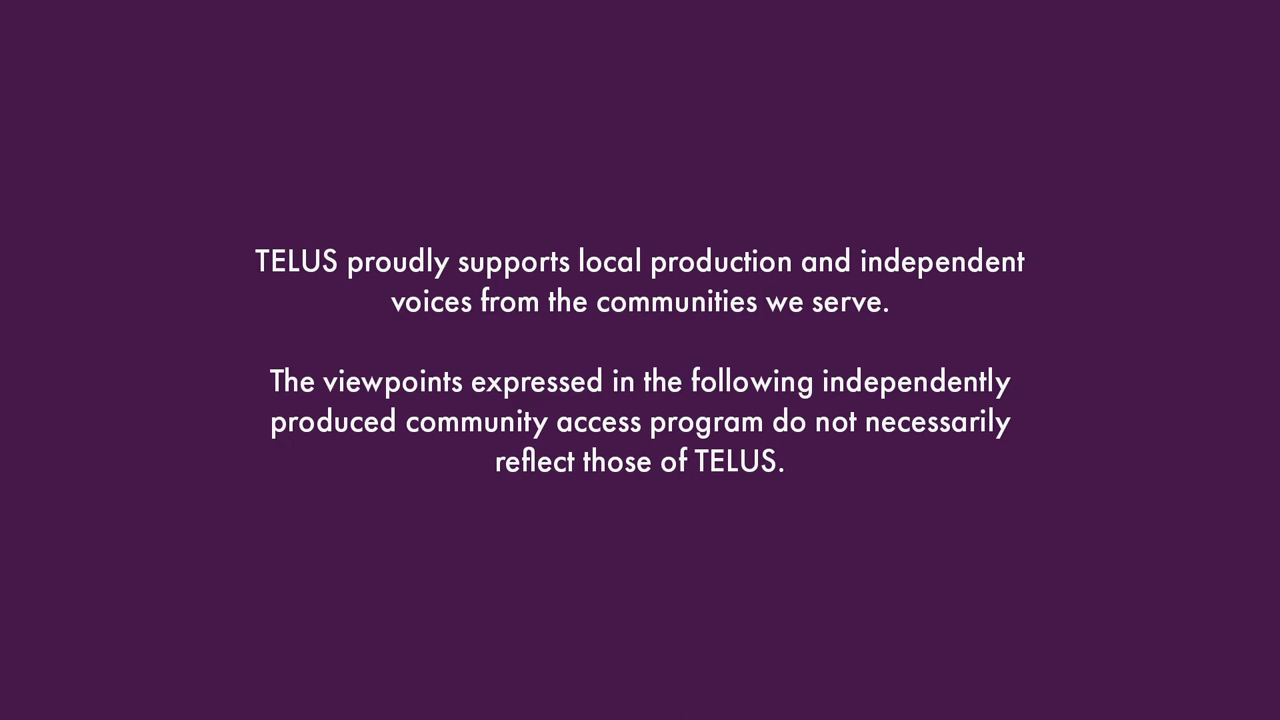 TELUS proudly supports local production and independent
voices from the communities we serve.
The viewpoints expressed in the following independently
produced community access program do not necessarily
reflect those of TELUS.